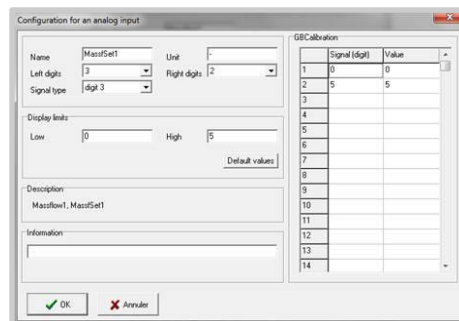 Configuration for an analog input
Name MassfSet1 Unit -
Left digits 3 Right digits 2
Signal type digit 3
Display limits
Low 0 High 5
Default values
Description
Massflow1, MassfSet1
Information
OK Annuler
GBCalibration
Signal (digit) Value
1 0 0
2 5 5
3
4
5
6
7
8
9
10
11
12
13
14